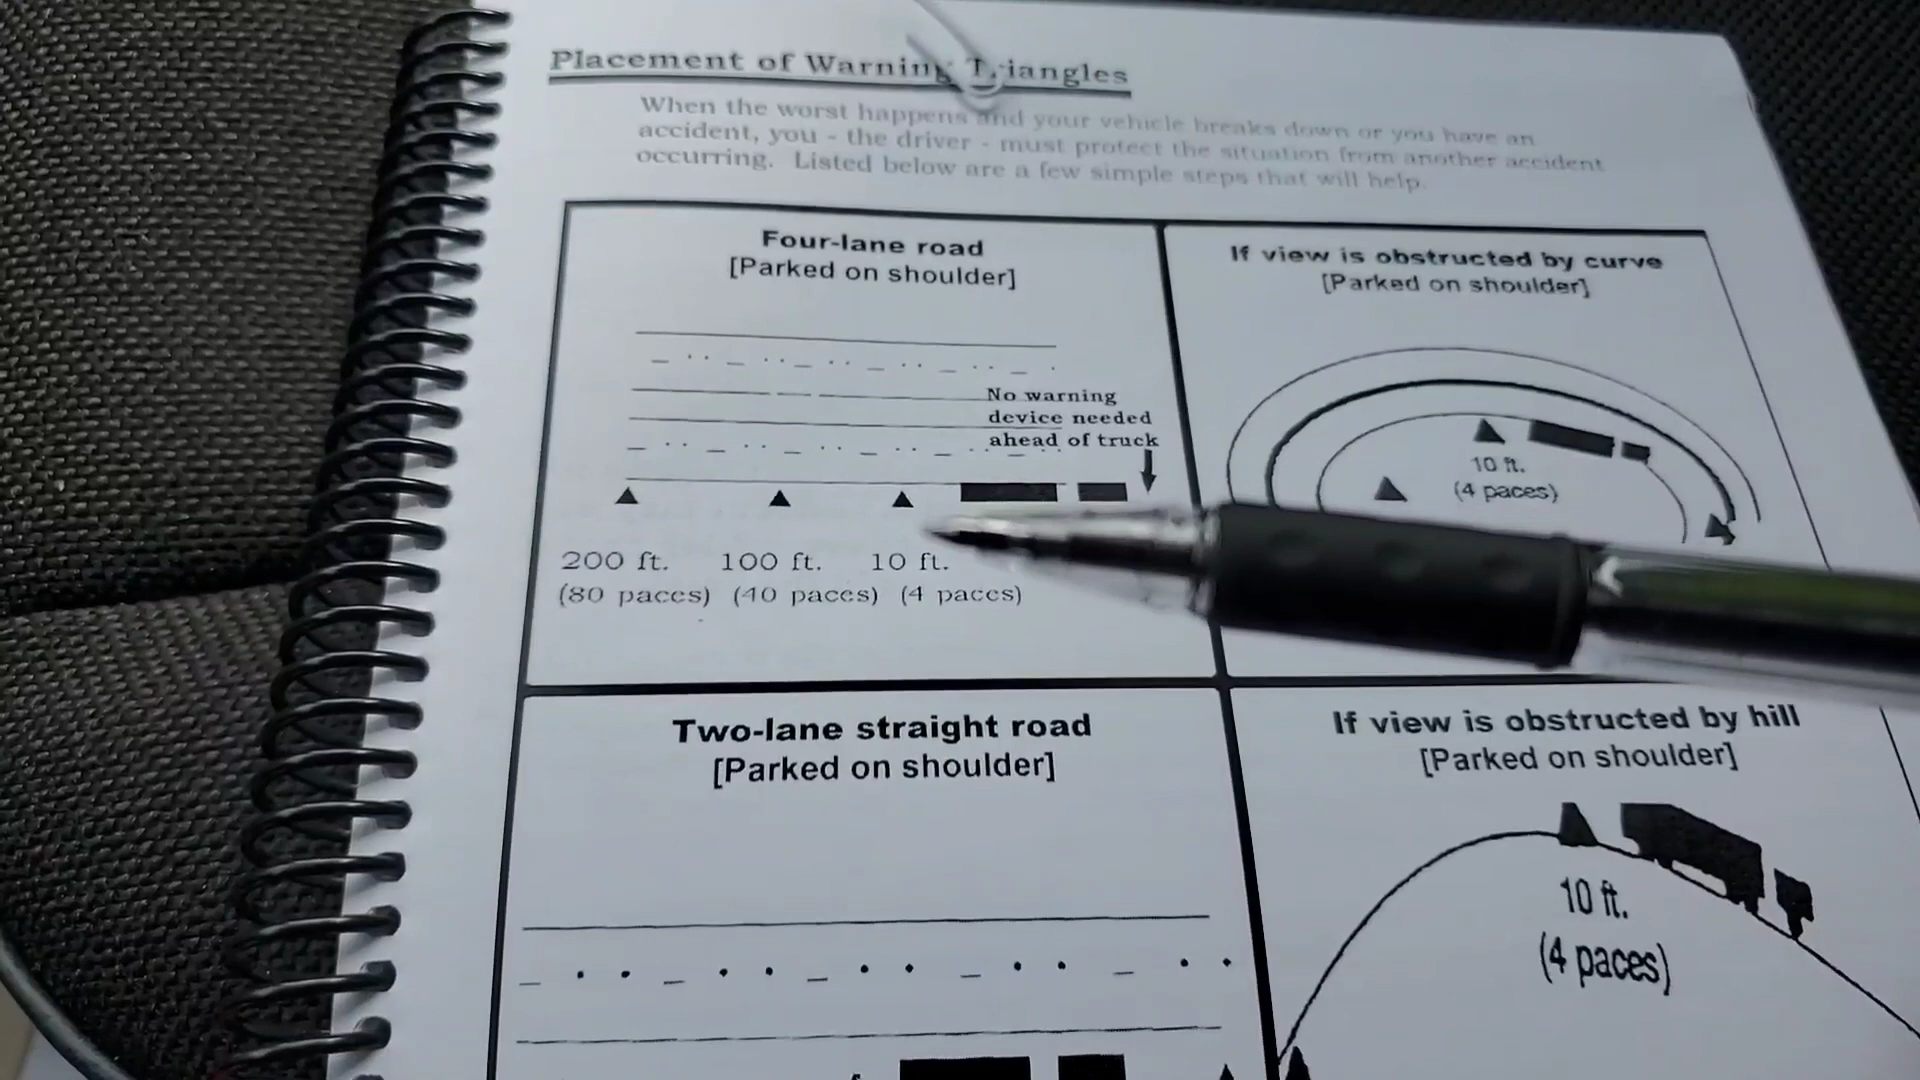 Placement of Warning Triangles
When the worst happens and your vehicle breaks down or you have an
accident, you - the driver - must protect the situation from another accident
occurring. Listed below are a few simple steps that will help.
Four-lane road
[Parked on shoulder]
No warning
device needed
ahead of truck
200 ft. 100 ft. 10 ft.
(80 paces) (40 paces) (4 paces)
If view is obstructed by curve
[Parked on shoulder]
10 ft.
(4 paces)
Two-lane straight road
[Parked on shoulder]
If view is obstructed by hill
[Parked on shoulder]
10 ft.
(4 paces)